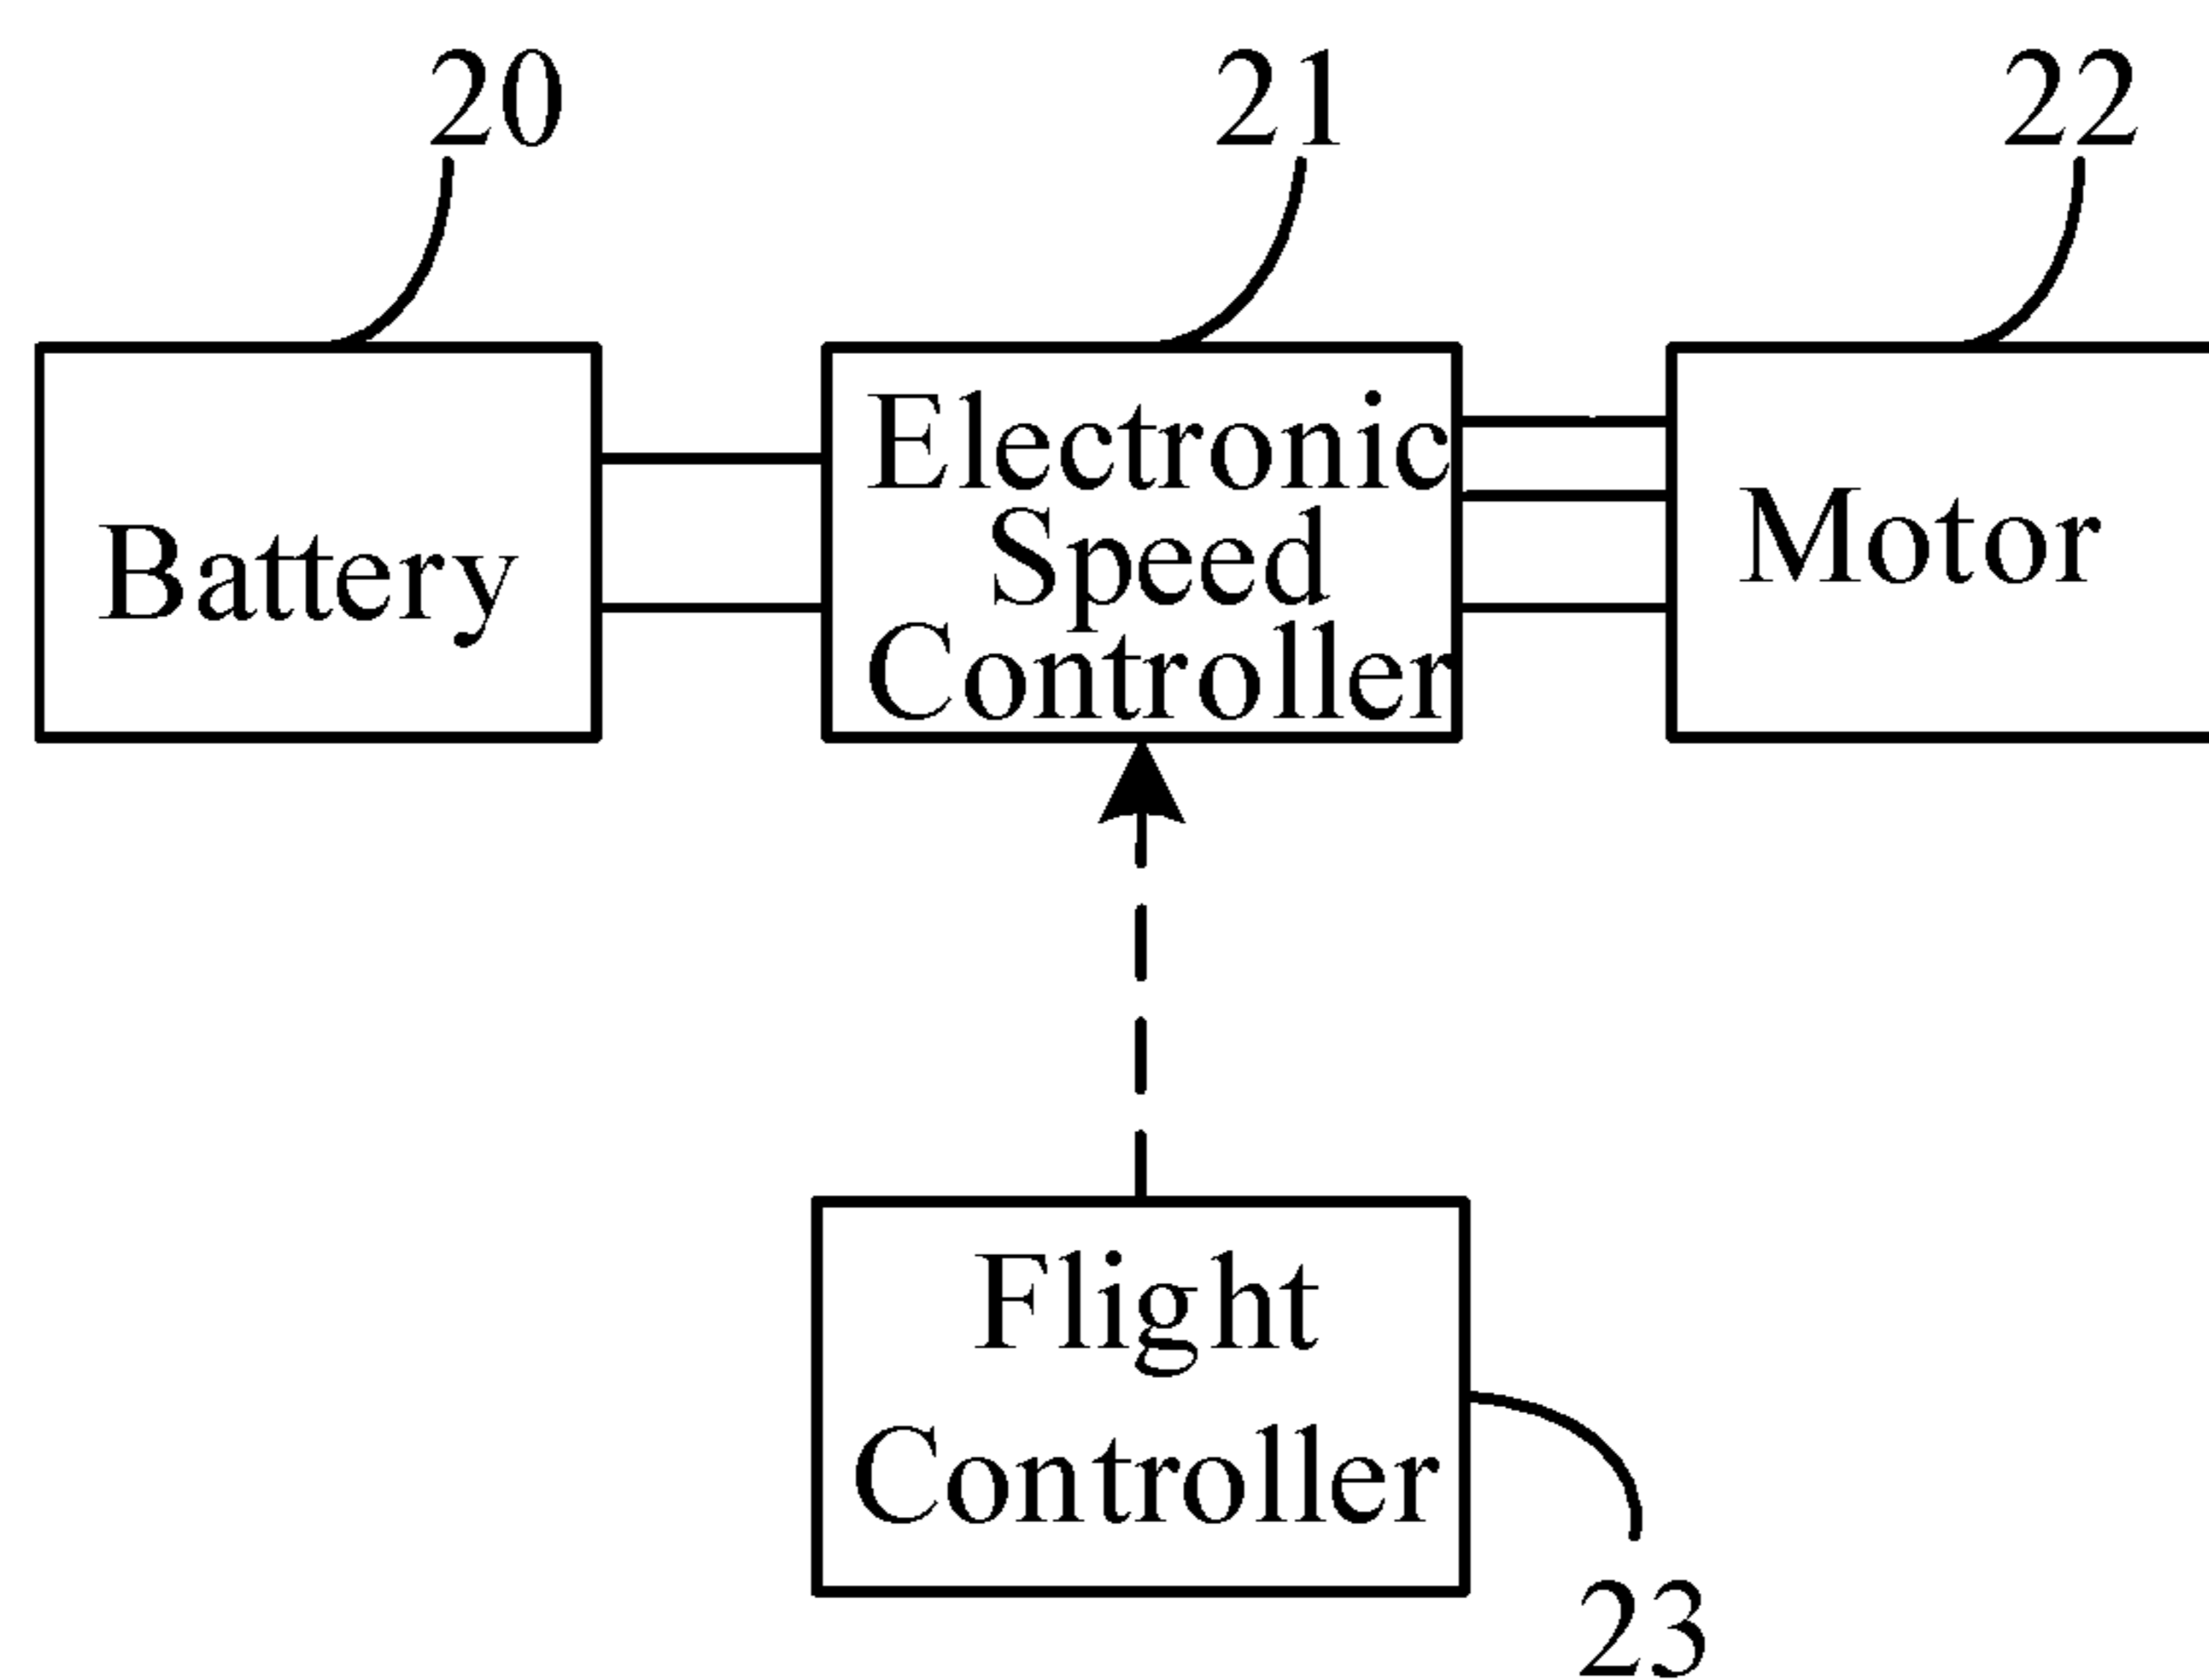 20
21
22
Battery
Electronic
Speed
Controller
Motor
Flight
Controller
23